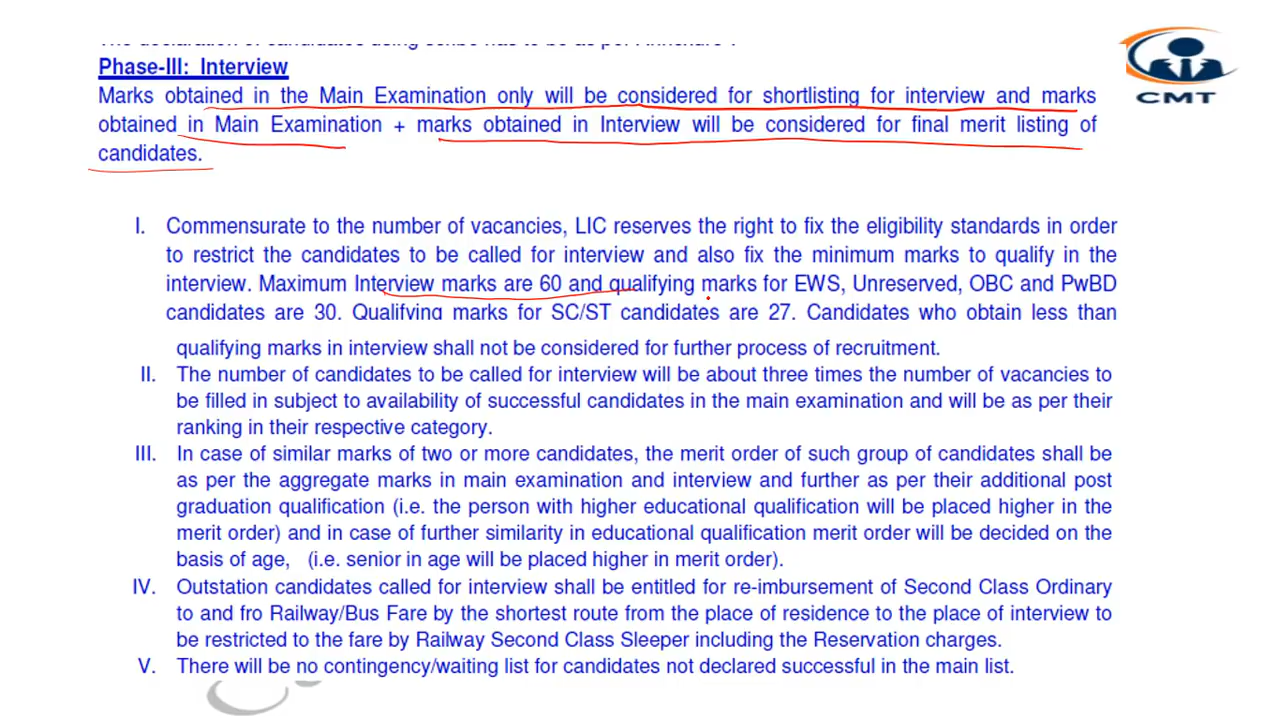 Phase-III: Interview
Marks obtained in the Main Examination only will be considered for shortlisting for interview and marks
obtained in Main Examination + marks obtained in Interview will be considered for final merit listing of
candidates.
I. Commensurate to the number of vacancies, LIC reserves the right to fix the eligibility standards in order
to restrict the candidates to be called for interview and also fix the minimum marks to qualify in the
interview. Maximum Interview marks are 60 and qualifying marks for EWS, Unreserved, OBC and PwBD
candidates are 30. Qualifying marks for SC/ST candidates are 27. Candidates who obtain less than
qualifying marks in interview shall not be considered for further process of recruitment.
II. The number of candidates to be called for interview will be about three times the number of vacancies to
be filled in subject to availability of successful candidates in the main examination and will be as per their
ranking in their respective category.
III. In case of similar marks of two or more candidates, the merit order of such group of candidates shall be
as per the aggregate marks in main examination and interview and further as per their additional post
graduation qualification (i.e. the person with higher educational qualification will be placed higher in the
merit order) and in case of further similarity in educational qualification merit order will be decided on the
basis of age, (i.e. senior in age will be placed higher in merit order).
IV. Outstation candidates called for interview shall be entitled for re-imbursement of Second Class Ordinary
to and fro Railway/Bus Fare by the shortest route from the place of residence to the place of interview to
be restricted to the fare by Railway Second Class Sleeper including the Reservation charges.
V. There will be no contingency/waiting list for candidates not declared successful in the main list.
CMT